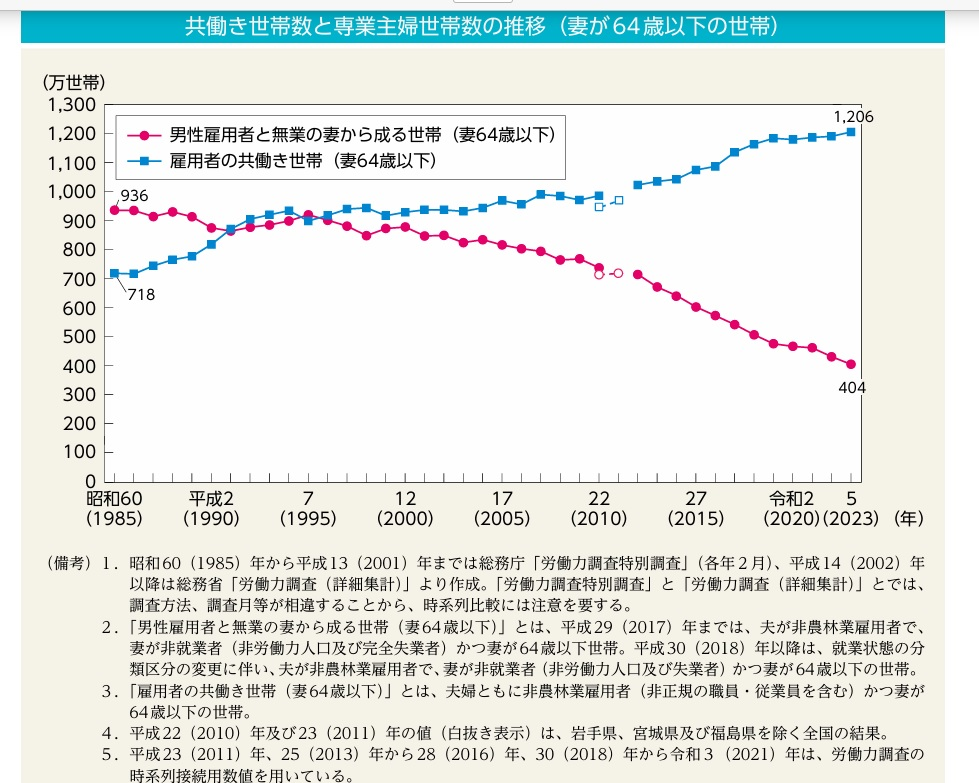 共働き世帯数と専業主婦世帯数の推移（妻が64歳以下の世帯）
（万世帯）
1,300
1,200
1,100
1,000
900
800
700
600
500
400
300
200
100
0
男性雇用者と無業の妻から成る世帯（妻64歳以下）
雇用者の共働き世帯（妻64歳以下）
936
718
1,206
404
昭和60 平成2 7 12 17 22 27 令和2 5
（1985） （1990） （1995） （2000） （2005） （2010） （2015） （2020）（2023） （年）
（備考）1．昭和60（1985）年から平成13（2001）年までは総務庁「労働力調査特別調査」（各年２月）、平成14（2002）年
以降は総務省「労働力調査（詳細集計）」より作成。「労働力調査特別調査」と「労働力調査（詳細集計）」とでは、
調査方法、調査月等が相違することから、時系列比較には注意を要する。
2．「男性雇用者と無業の妻から成る世帯（妻64歳以下）」とは、平成29（2017）年までは、夫が非農林業雇用者で、
妻が非就業者（非労働力人口及び完全失業者）かつ妻が64歳以下世帯。平成30（2018）年以降は、就業状態の分
類区分の変更に伴い、夫が非農林業雇用者で、妻が非就業者（非労働力人口及び失業者）かつ妻が64歳以下の世帯。
3．「雇用者の共働き世帯（妻64歳以下）」とは、夫婦ともに非農林業雇用者（非正規の職員・従業員を含む）かつ妻が
64歳以下の世帯。
4．平成22（2010）年及び23（2011）年の値（白抜き表示）は、岩手県、宮城県及び福島県を除く全国の結果。
5．平成23（2011）年、25（2013）年から28（2016）年、30（2018）年から令和３（2021）年は、労働力調査の
時系列接続用数値を用いている。